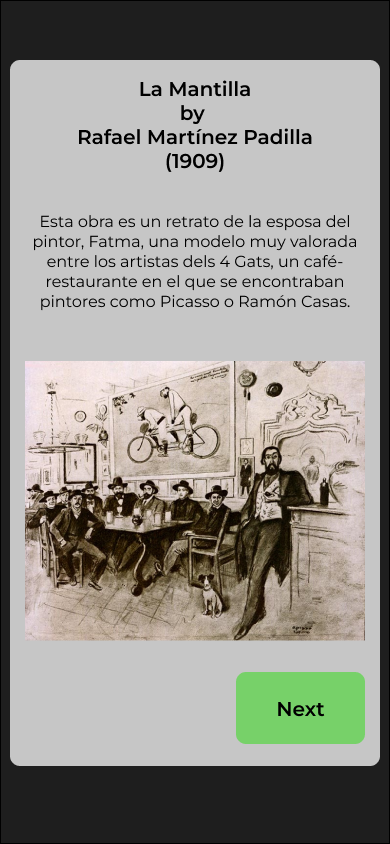 La Mantilla
by
Rafael Martínez Padilla
(1909)
Esta obra es un retrato de la esposa del
pintor, Fatma, una modelo muy valorada
entre los artistas dels 4 Gats, un café-
restaurante en el que se encontraban
pintores como Picasso o Ramón Casas.
Next